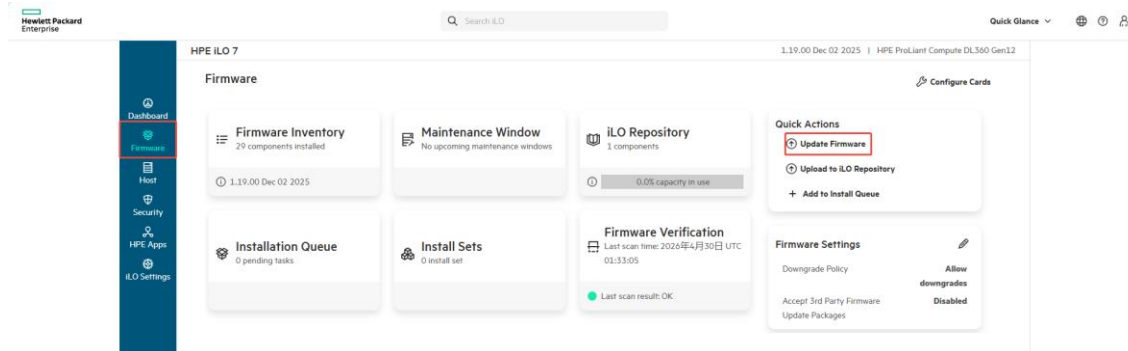 Hewlett Packard
Enterprise
Search iLO
Quick Glance
HPE iLO 7
1.19.00 Dec 02 2025 | HPE ProLiant Compute DL360 Gen12
Firmware
Configure Cards
Dashboard
Firmware
Host
Security
HPE Apps
iLO Settings
Firmware Inventory
29 components installed
1.19.00 Dec 02 2025
Maintenance Window
No upcoming maintenance windows
iLO Repository
1 components
0.0% capacity in use
Quick Actions
Update Firmware
Upload to iLO Repository
+ Add to Install Queue
Installation Queue
0 pending tasks
Install Sets
0 install set
Firmware Verification
Last scan time: 2026年4月30日 UTC
01:33:05
Last scan result: OK
Firmware Settings
Downgrade Policy
Allow
downgrades
Accept 3rd Party Firmware
Update Packages
Disabled